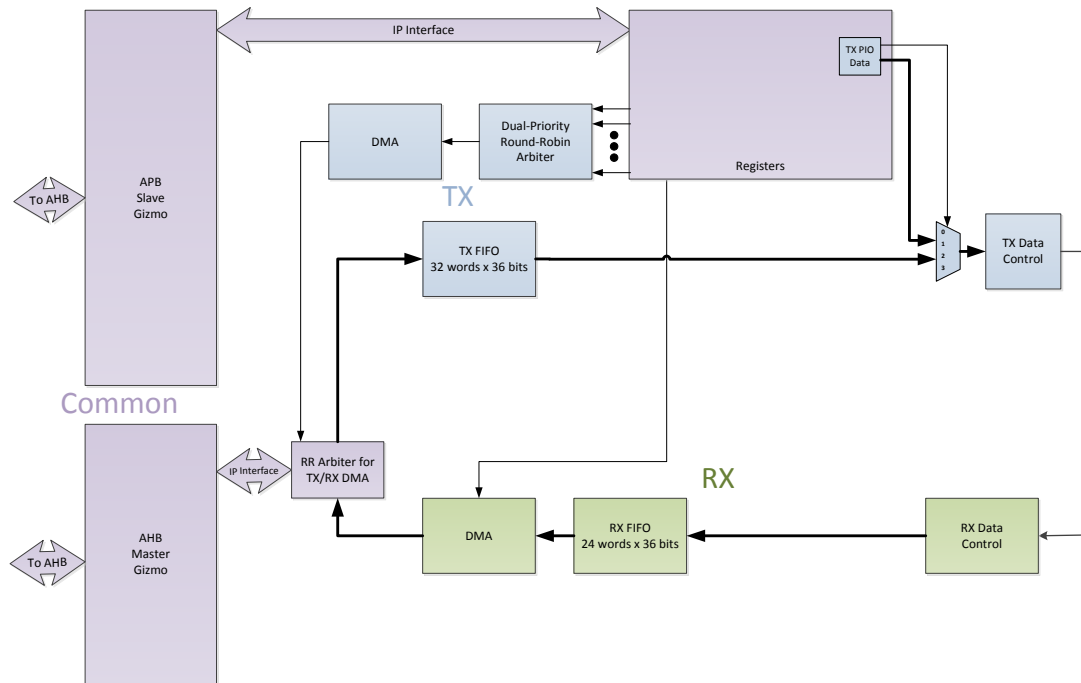 IP Interface
TX PIO
Data
DMA
Dual-Priority
Round-Robin
Arbiter
Registers
APB
Slave
Gizmo
To AHB
TX
TX FIFO
32 words x 36 bits
0
1
2
3
TX Data
Control
Common
RR Arbiter for
TX/RX DMA
IP Interface
RX
DMA
RX FIFO
24 words x 36 bits
RX Data
Control
AHB
Master
Gizmo
To AHB